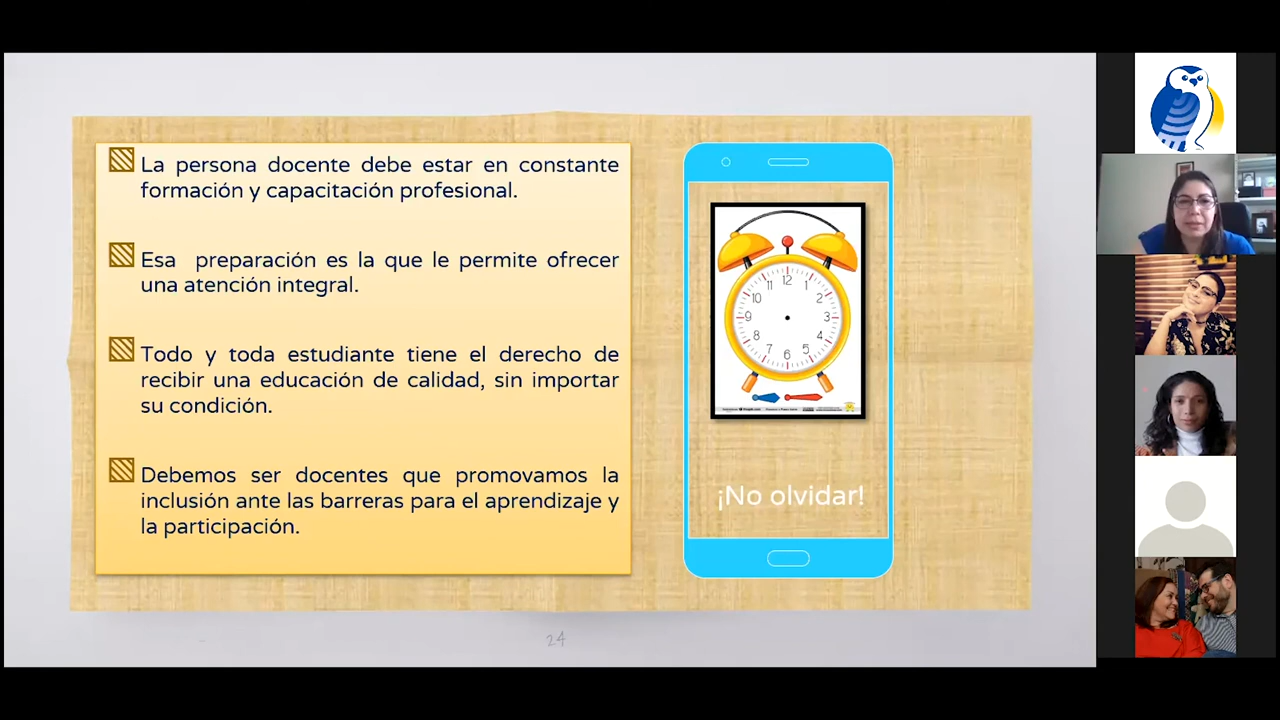 La persona docente debe estar en constante
formación y capacitación profesional.
Esa preparación es la que le permite ofrecer
una atención integral.
Todo y toda estudiante tiene el derecho de
recibir una educación de calidad, sin importar
su condición.
Debemos ser docentes que promovamos la
inclusión ante las barreras para el aprendizaje y
la participación.
12
11 1
10 2
9 3
8 4
7 5
6
¡No olvidar!
24